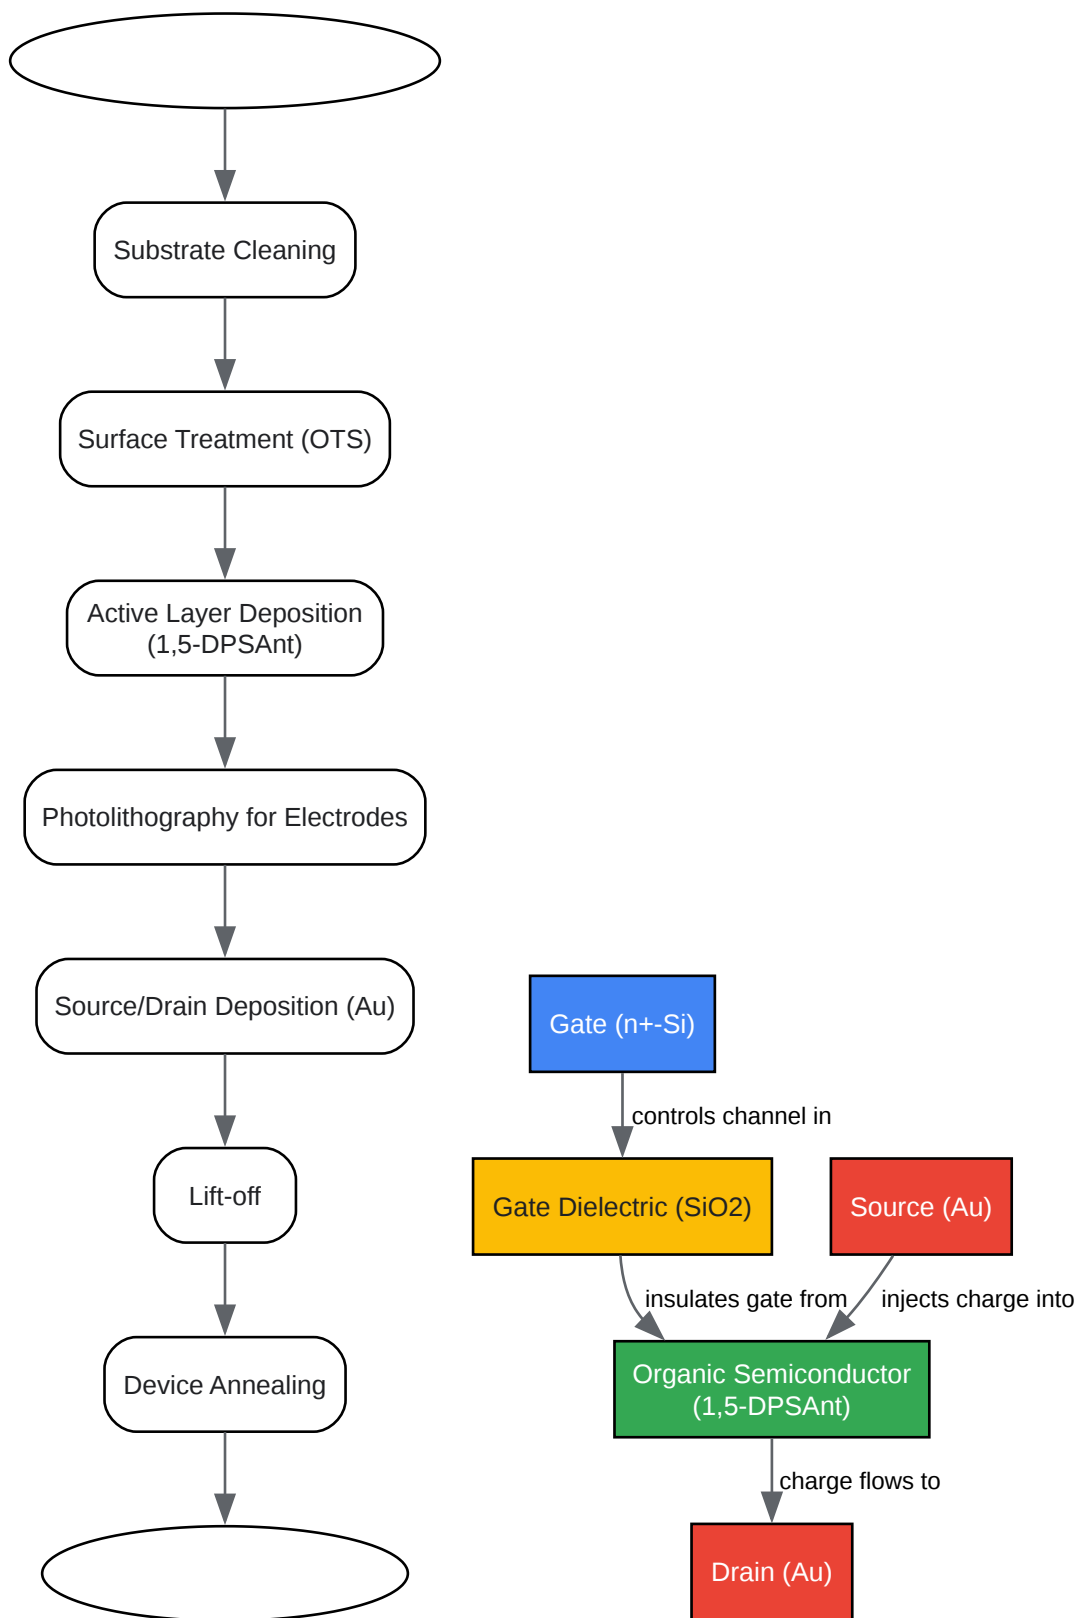 Substrate Cleaning
Surface Treatment (OTS)
Active Layer Deposition
(1,5-DPSAnt)
Photolithography for Electrodes
Source/Drain Deposition (Au)
Lift-off
Device Annealing
Gate (n+-Si)
controls channel in
Gate Dielectric (SiO2)
Source (Au)
insulates gate from
injects charge into
Organic Semiconductor
(1,5-DPSAnt)
charge flows to
Drain (Au)